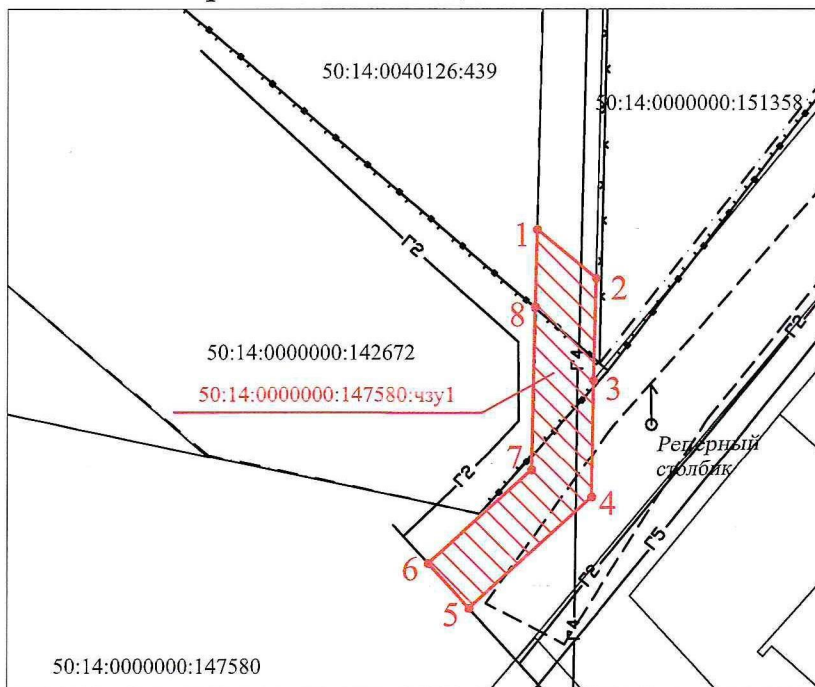 50:14:0040126:439
50:14:0000000:151358
Г2
1
2
8
Г4
Г2
50:14:0000000:142672
3
50:14:0000000:147580:чзу1
Реперный
столбик
7
Г2
4
Г5
6
Г2
5
Г4
50:14:0000000:147580